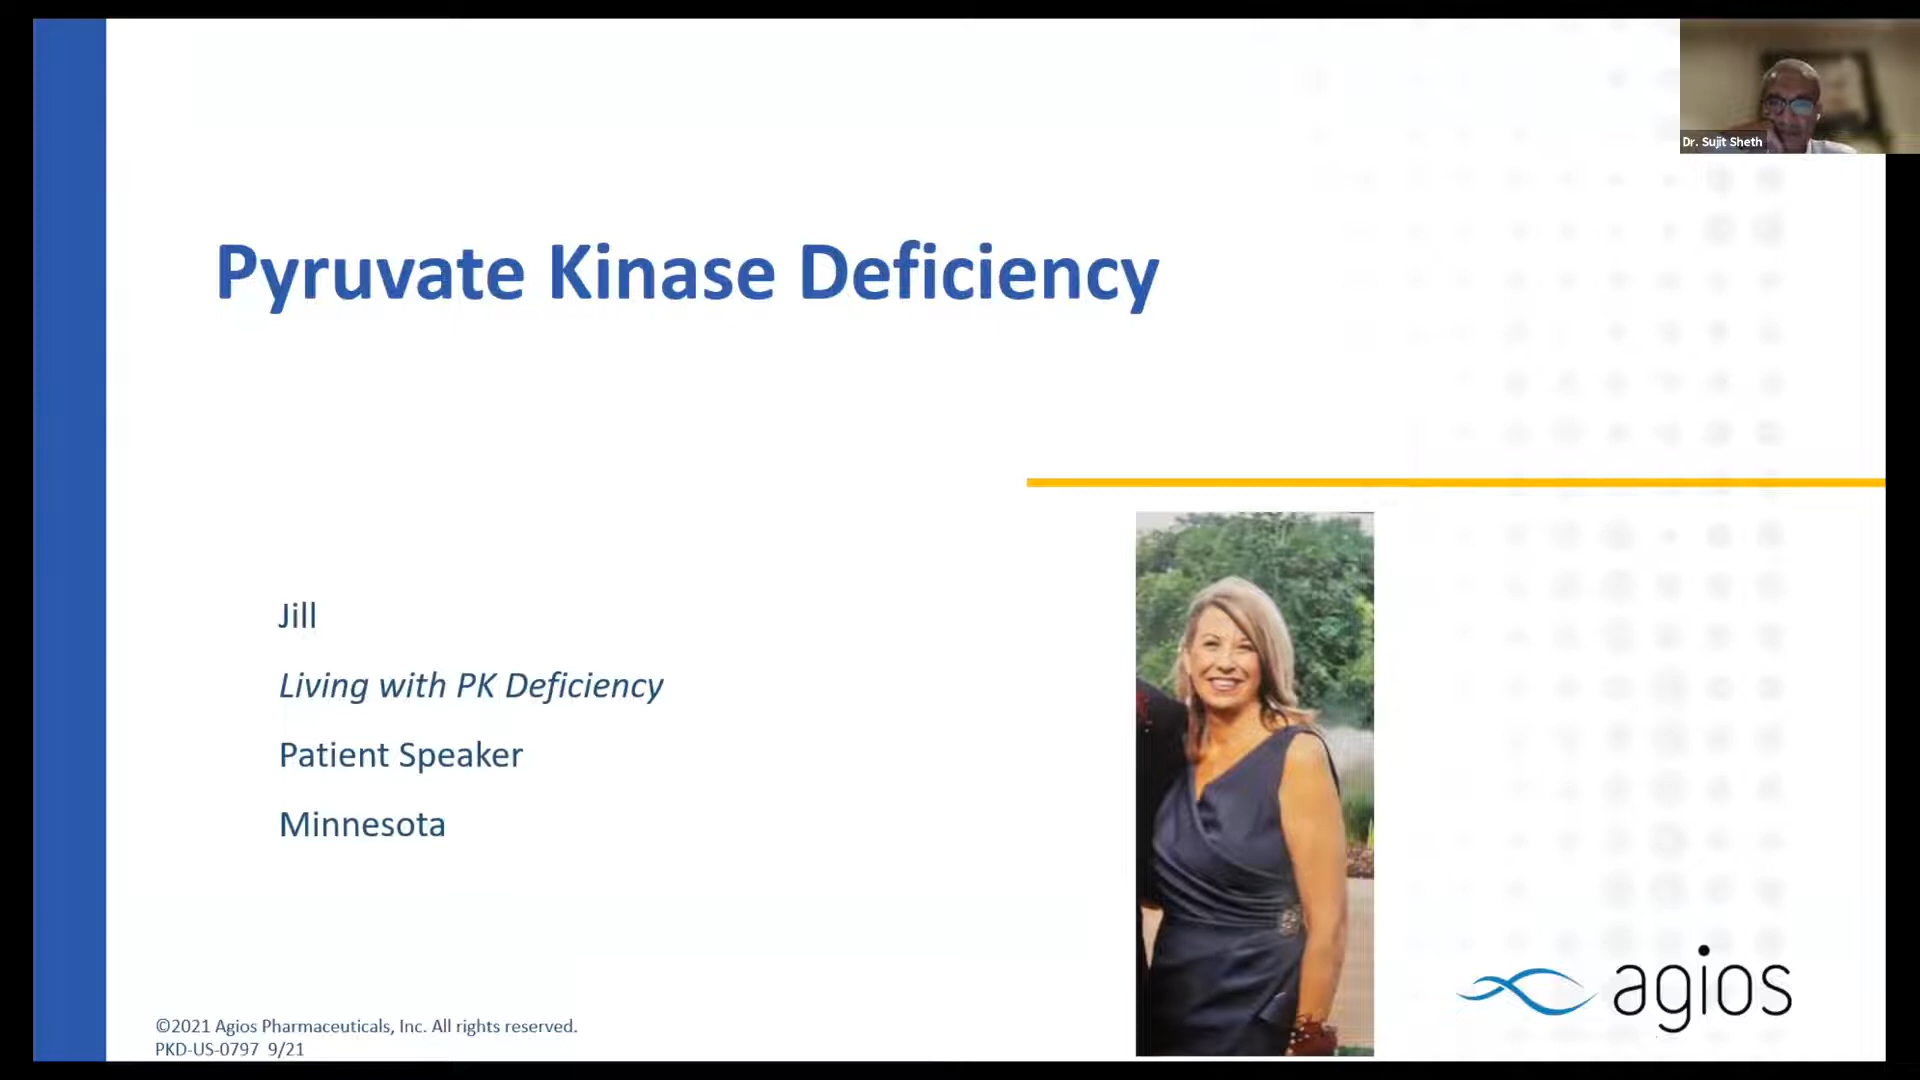 Dr. Sujit Sheth
Pyruvate Kinase Deficiency
Jill
Living with PK Deficiency
Patient Speaker
Minnesota
agios
©2021 Agios Pharmaceuticals, Inc. All rights reserved.
PKD-US-0797 9/21